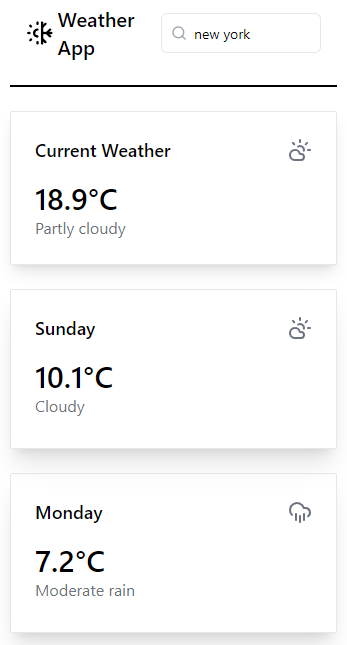 Weather
App
new york
Current Weather
18.9°C
Partly cloudy
Sunday
10.1°C
Cloudy
Monday
7.2°C
Moderate rain